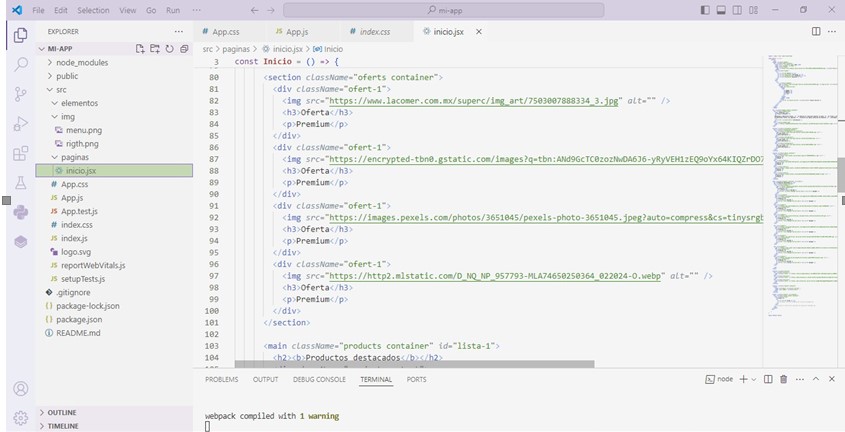 File Edit Selection View Go Run ... mi-app
EXPLORER ...
MI-APP
node_modules
public
src
elementos
img
menu.png
rigth.png
paginas
inicio.jsx
App.css
App.js
App.test.js
index.css
index.js
logo.svg
reportWebVitals.js
setupTests.js
.gitignore
package-lock.json
package.json
README.md
OUTLINE
TIMELINE
App.css App.js index.css inicio.jsx
src > paginas > inicio.jsx > Inicio
3 const Inicio = () => {
80 <section className="oferts container">
81 <div className="ofert-1">
82 <img src="https://www.lacomer.com.mx/superc/img_art/7503007888334_3.jpg" alt="" />
83 <h3>Oferta</h3>
84 <p>Premium</p>
85 </div>
86 <div className="ofert-1">
87 <img src="https://encrypted-tbn0.gstatic.com/images?q=tbn:ANd9GcTC0zozNwDA6J6-yRyVEH1zEQ9oYx64KIQZrDO7
88 <h3>Oferta</h3>
89 <p>Premium</p>
90 </div>
91 <div className="ofert-1">
92 <img src="https://images.pexels.com/photos/3651045/pexels-photo-3651045.jpeg?auto=compress&cs=tinysrgb
93 <h3>Oferta</h3>
94 <p>Premium</p>
95 </div>
96 <div className="ofert-1">
97 <img src="https://http2.mlstatic.com/D_NQ_NP_957793-MLA74650250364_022024-O.webp" alt="" />
98 <h3>Oferta</h3>
99 <p>Premium</p>
100 </div>
101 </section>
102
103 <main className="products container" id="lista-1">
104 <h2><b>Productos destacados</b></h2>
PROBLEMS OUTPUT DEBUG CONSOLE TERMINAL PORTS node
webpack compiled with 1 warning